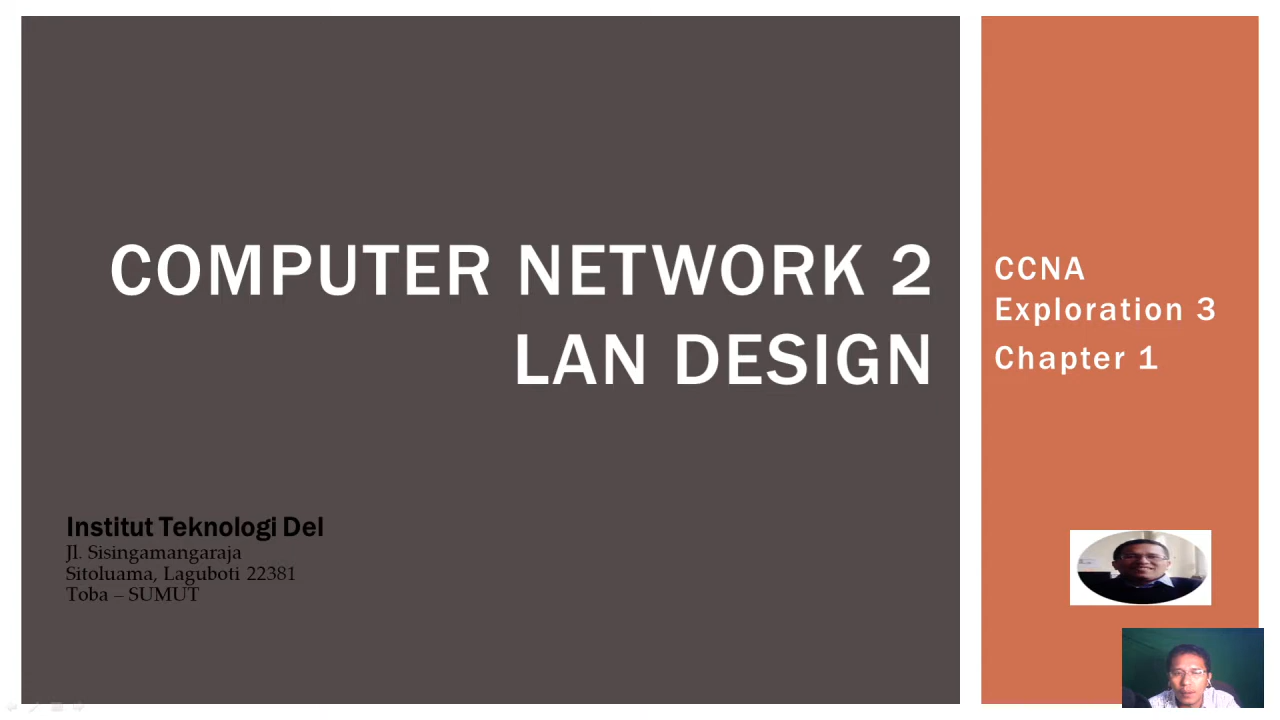 COMPUTER NETWORK 2
LAN DESIGN
CCNA
Exploration 3
Chapter 1
Institut Teknologi Del
Jl. Sisingamangaraja
Sitoluama, Laguboti 22381
Toba – SUMUT